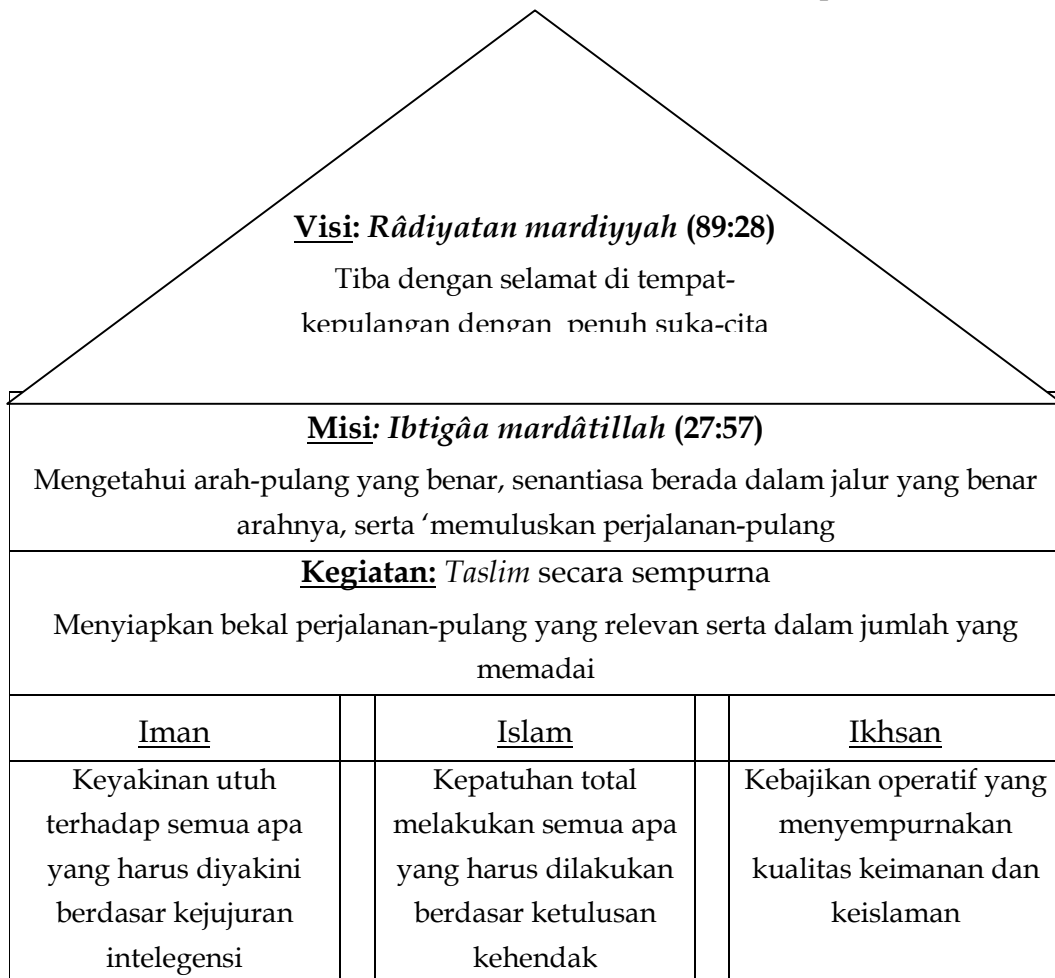 Visi: Râdiyatan mardiyyah (89:28)
Tiba dengan selamat di tempat-
kepulangan dengan penuh suka-cita
Misi: Ibtigâa mardâtillah (27:57)
Mengetahui arah-pulang yang benar, senantiasa berada dalam jalur yang benar
arahnya, serta ‘memuluskan perjalanan-pulang
Kegiatan: Taslim secara sempurna
Menyiapkan bekal perjalanan-pulang yang relevan serta dalam jumlah yang
memadai
Iman
Keyakinan utuh
terhadap semua apa
yang harus diyakini
berdasar kejujuran
intelegensi
Islam
Kepatuhan total
melakukan semua apa
yang harus dilakukan
berdasar ketulusan
kehendak
Ikhsan
Kebajikan operatif yang
menyempurnakan
kualitas keimanan dan
keislaman